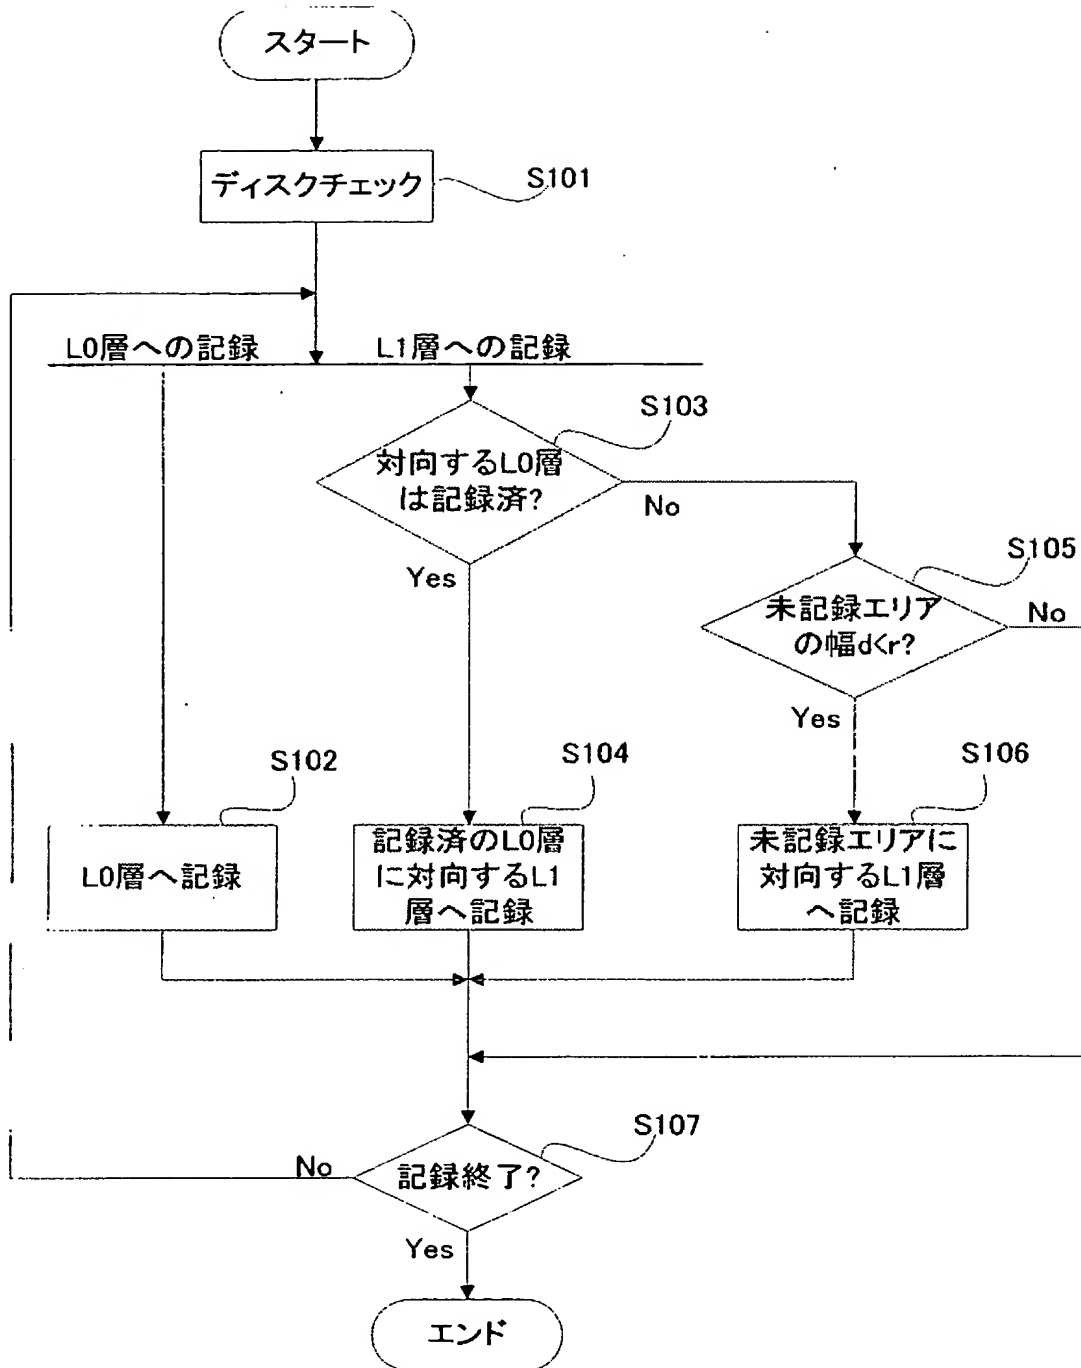 スタート
ディスクチェック
S101
L0層への記録
L1層への記録
S103
対向するL0層
は記録済?
No
Yes
S105
未記録エリア
の幅d<r?
No
Yes
S102
L0層へ記録
S104
記録済のL0層
に対向するL1
層へ記録
S106
未記録エリアに
対向するL1層
へ記録
S107
記録終了?
No
Yes
エンド